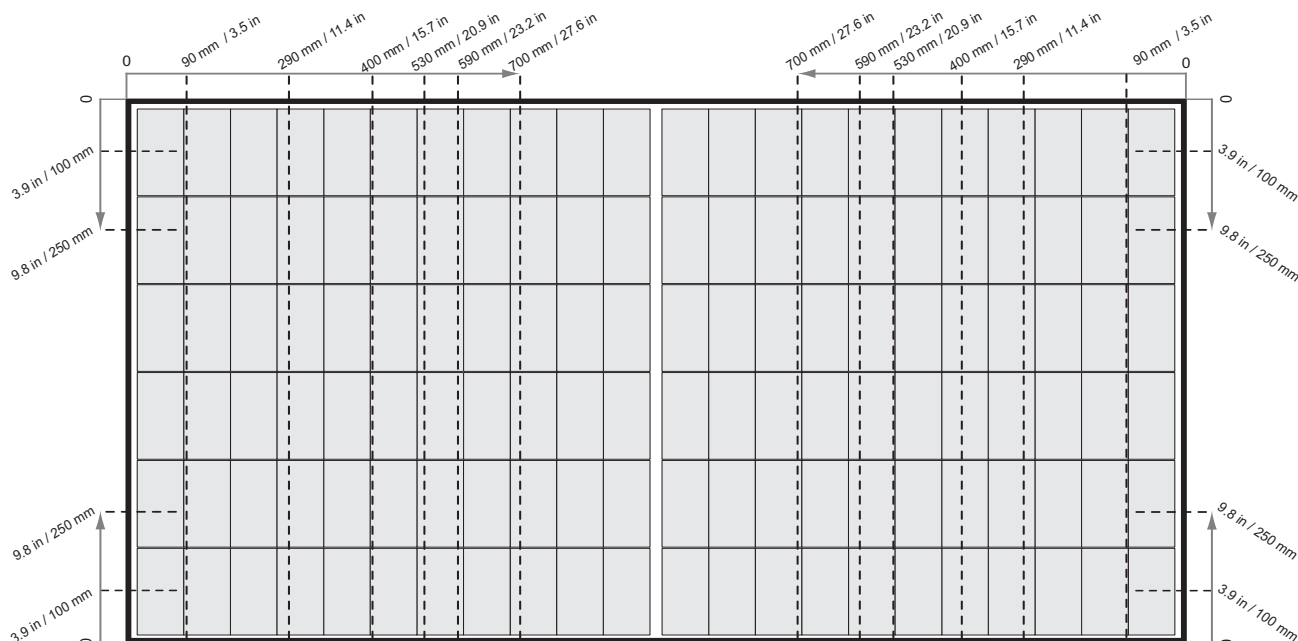 0
90 mm / 3.5 in
290 mm / 11.4 in
400 mm / 15.7 in
530 mm / 20.9 in
590 mm / 23.2 in
700 mm / 27.6 in
700 mm / 27.6 in
590 mm / 23.2 in
530 mm / 20.9 in
400 mm / 15.7 in
290 mm / 11.4 in
90 mm / 3.5 in
0
0
3.9 in / 100 mm
9.8 in / 250 mm
9.8 in / 250 mm
3.9 in / 100 mm
0
0
3.9 in / 100 mm
9.8 in / 250 mm
9.8 in / 250 mm
3.9 in / 100 mm
0